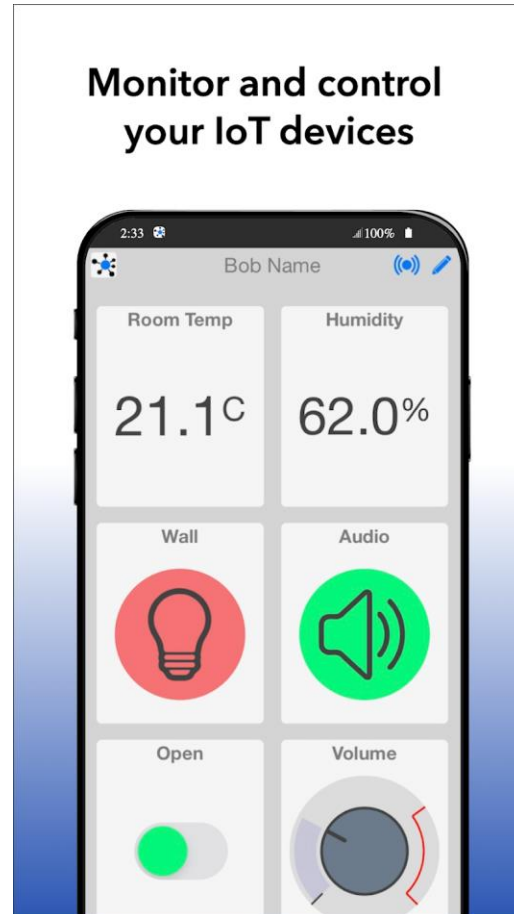 Monitor and control
your IoT devices
2:33 100%
Bob Name
Room Temp Humidity
21.1C 62.0%
Wall Audio
Open Volume